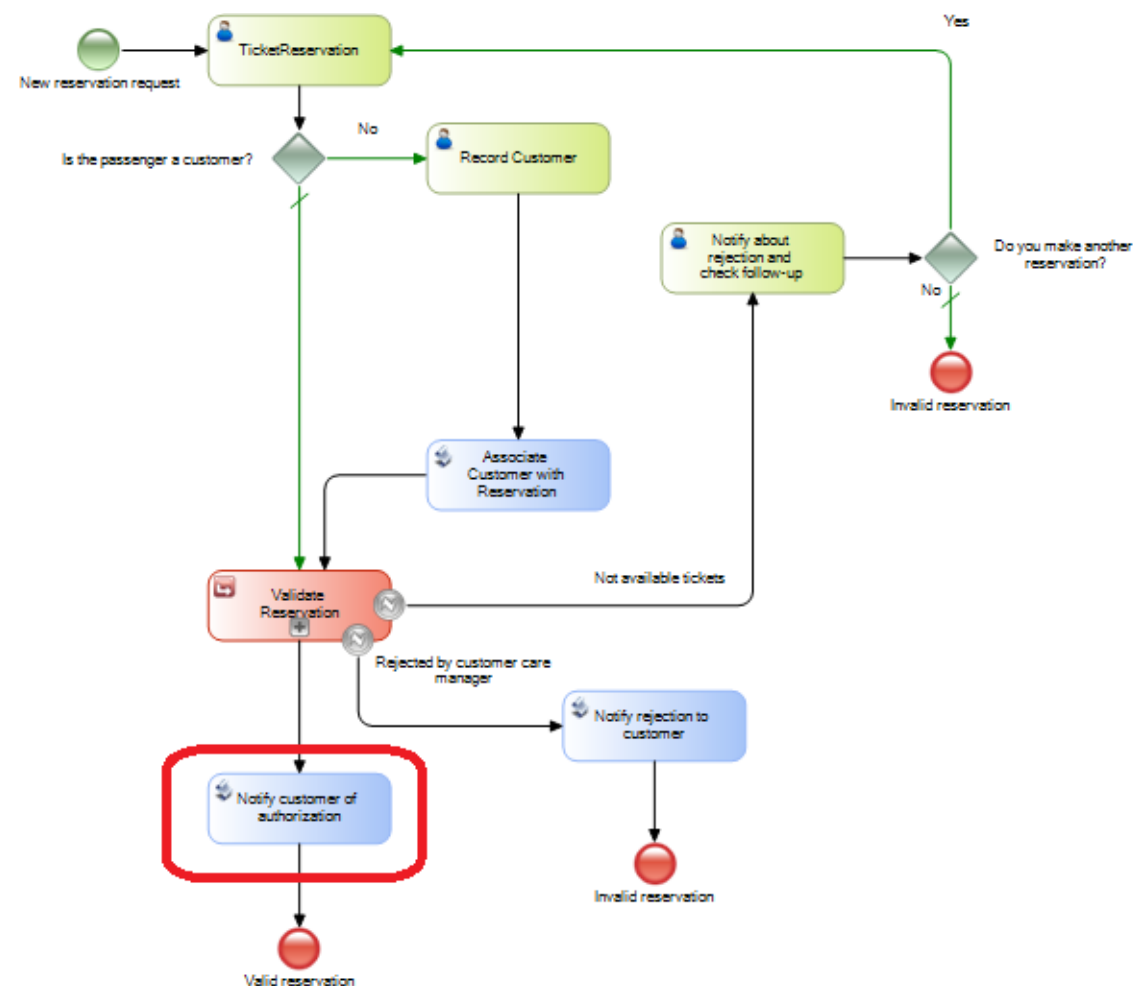 Yes
TicketReservation
New reservation request
No
Is the passenger a customer?
Record Customer
Notify about
rejection and
check follow-up
Do you make another
reservation?
No
Invalid reservation
Associate
Customer with
Reservation
Not available tickets
Validate
Reservation
Rejected by customer care
manager
Notify rejection to
customer
Notify customer of
authorization
Invalid reservation
Valid reservation